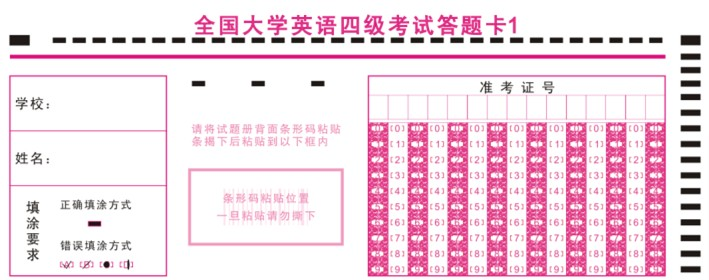 全国大学英语四级考试答题卡1
学校：
姓名：
填涂要求
正确填涂方式
错误填涂方式
请将试题册背面条形码粘贴
条揭下后粘贴到以下框内
条形码粘贴位置
一旦粘贴请勿撕下
准考证号
[0] [0] [0] [0] [0] [0] [0] [0] [0] [0] [0] [0] [0] [0] [0]
[1] [1] [1] [1] [1] [1] [1] [1] [1] [1] [1] [1] [1] [1] [1]
[2] [2] [2] [2] [2] [2] [2] [2] [2] [2] [2] [2] [2] [2] [2]
[3] [3] [3] [3] [3] [3] [3] [3] [3] [3] [3] [3] [3] [3] [3]
[4] [4] [4] [4] [4] [4] [4] [4] [4] [4] [4] [4] [4] [4] [4]
[5] [5] [5] [5] [5] [5] [5] [5] [5] [5] [5] [5] [5] [5] [5]
[6] [6] [6] [6] [6] [6] [6] [6] [6] [6] [6] [6] [6] [6] [6]
[7] [7] [7] [7] [7] [7] [7] [7] [7] [7] [7] [7] [7] [7] [7]
[8] [8] [8] [8] [8] [8] [8] [8] [8] [8] [8] [8] [8] [8] [8]
[9] [9] [9] [9] [9] [9] [9] [9] [9] [9] [9] [9] [9] [9] [9]